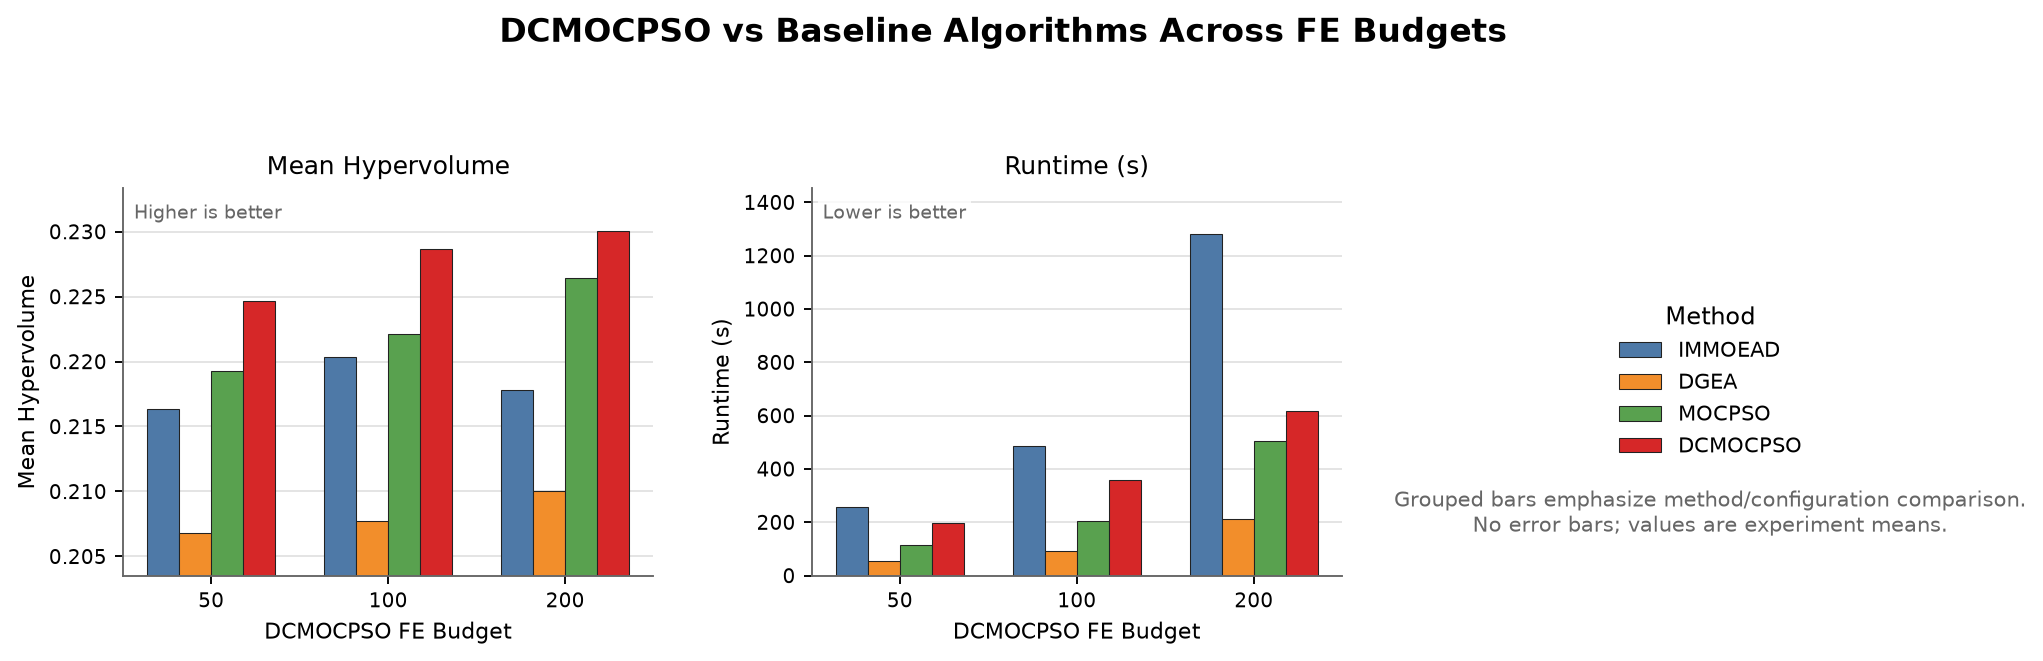 DCMOCPSO vs Baseline Algorithms Across FE Budgets
Mean Hypervolume
Higher is better
Mean Hypervolume
0.230
0.225
0.220
0.215
0.210
0.205
50
100
200
DCMOCPSO FE Budget
Runtime (s)
Lower is better
Runtime (s)
1400
1200
1000
800
600
400
200
0
50
100
200
DCMOCPSO FE Budget
Method
IMMOEAD
DGEA
MOCPSO
DCMOCPSO
Grouped bars emphasize method/configuration comparison.
No error bars; values are experiment means.